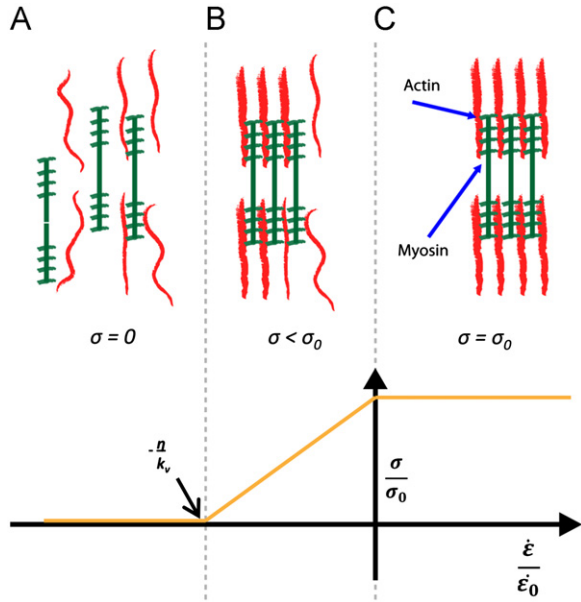 A
B
C
Actin
Myosin
σ = 0
σ < σ₀
σ = σ₀
-n/kᵥ
σ/σ₀
ε̇/ε̇₀